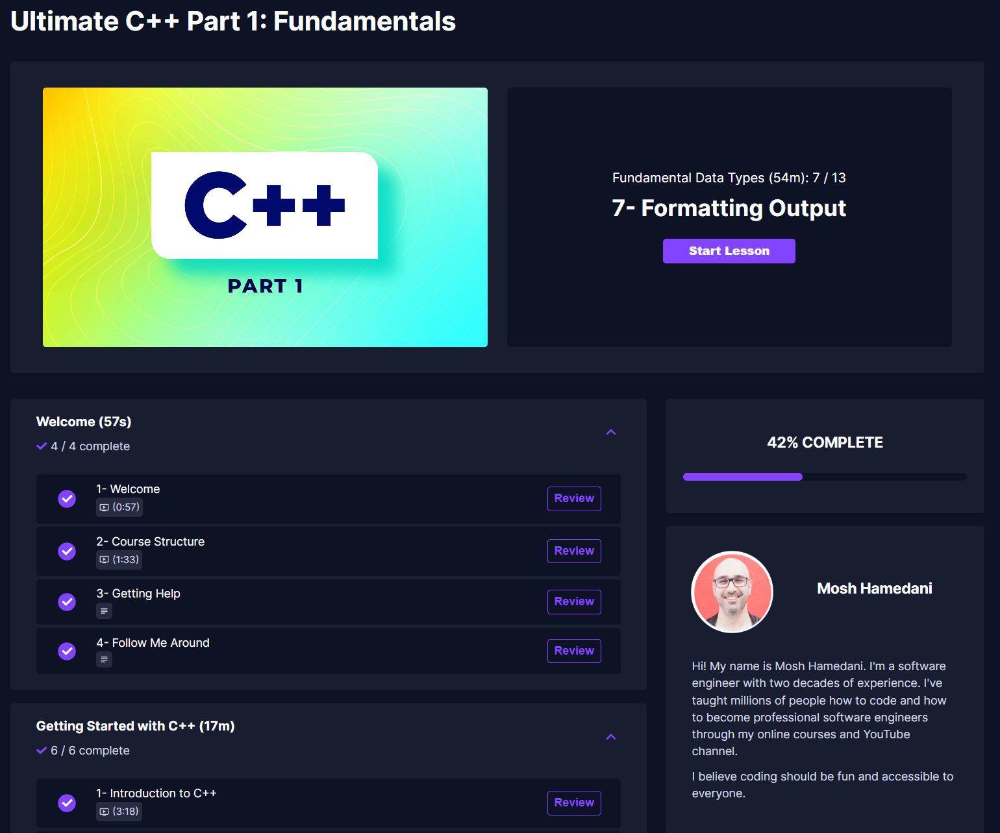 Ultimate C++ Part 1: Fundamentals
C++
PART 1
Fundamental Data Types (54m): 7 / 13
7- Formatting Output
Start Lesson
Welcome (57s)
4 / 4 complete
1- Welcome
(0:57)
Review
2- Course Structure
(1:33)
Review
3- Getting Help
Review
4- Follow Me Around
Review
Getting Started with C++ (17m)
6 / 6 complete
1- Introduction to C++
(3:18)
Review
42% COMPLETE
Mosh Hamedani
Hi! My name is Mosh Hamedani. I'm a software
engineer with two decades of experience. I've
taught millions of people how to code and how
to become professional software engineers
through my online courses and YouTube
channel.
I believe coding should be fun and accessible to
everyone.